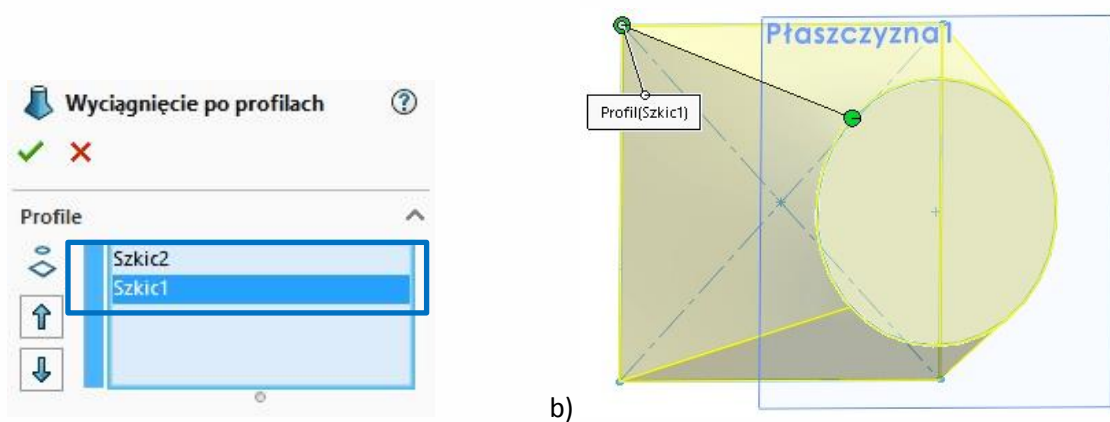 Wyciągnięcie po profilach
Profile
Szkic2
Szkic1
b)
Płaszczyzna1
Profil(Szkic1)